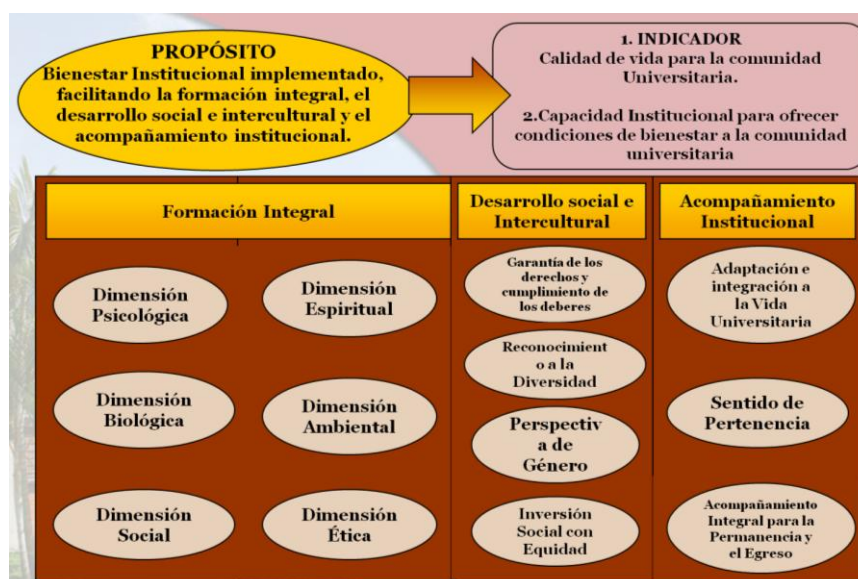 PROPÓSITO
Bienestar Institucional implementado,
facilitando la formación integral, el
desarrollo social e intercultural y el
acompañamiento institucional.
1. INDICADOR
Calidad de vida para la comunidad
Universitaria.
2.Capacidad Institucional para ofrecer
condiciones de bienestar a la comunidad
universitaria
Formación Integral
Desarrollo social e
Intercultural
Acompañamiento
Institucional
Dimensión
Psicológica
Dimensión
Espiritual
Dimensión
Biológica
Dimensión
Ambiental
Dimensión
Social
Dimensión
Ética
Garantía de los
derechos y
cumplimiento de
los deberes
Reconocimient
o a la
Diversidad
Perspectiv
a de
Género
Inversión
Social con
Equidad
Adaptación e
integración a
la Vida
Universitaria
Sentido de
Pertenencia
Acompañamiento
Integral para la
Permanencia y
el Egreso